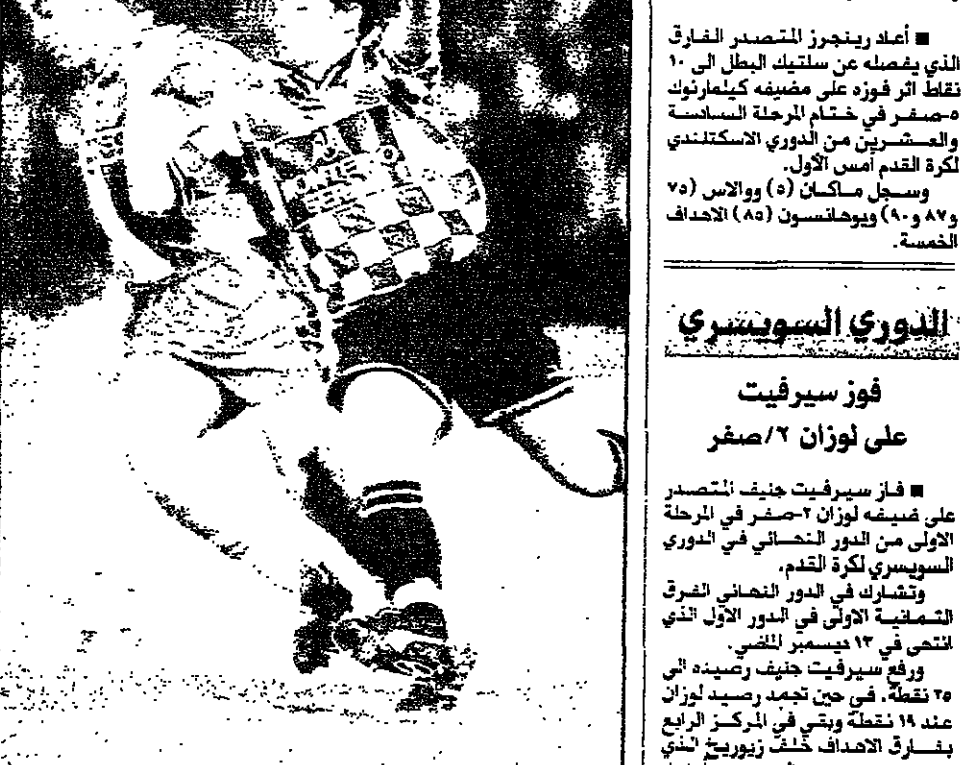 ■ أعاد رينجرز المتصدر الفارق
الذي يفصله عن سلتيك البطل الى ١٠
نقاط اثر فوزه على مضيفه كيلمارنوك
٥-صفر في ختام المرحلة السادسة
والعشرين من الدوري الاسكتلندي
لكرة القدم أمس الأول.
وسجل ماكان (٥) ووالاس (٧٥
و٨٧ و٩٠) ويوهانسون (٨٥) الاهداف
الخمسة.
الدوري السويسري
فوز سيرفيت
على لوزان ٢/صفر
■ فاز سيرفيت جنيف المتصدر
على ضيفه لوزان ٢-صفر في المرحلة
الاولى من الدور النهائي في الدوري
السويسري لكرة القدم.
وتشارك في الدور النهائي الفرق
الثمانية الاولى في الدور الاول الذي
انتهى في ١٣ ديسمبر الماضي.
ورفع سيرفيت جنيف رصيده الى
٢٥ نقطة، في حين تجمد رصيد لوزان
عند ١٩ نقطة وبقي في المركز الرابع
بفارق الاهداف خلف زيوريخ الذي